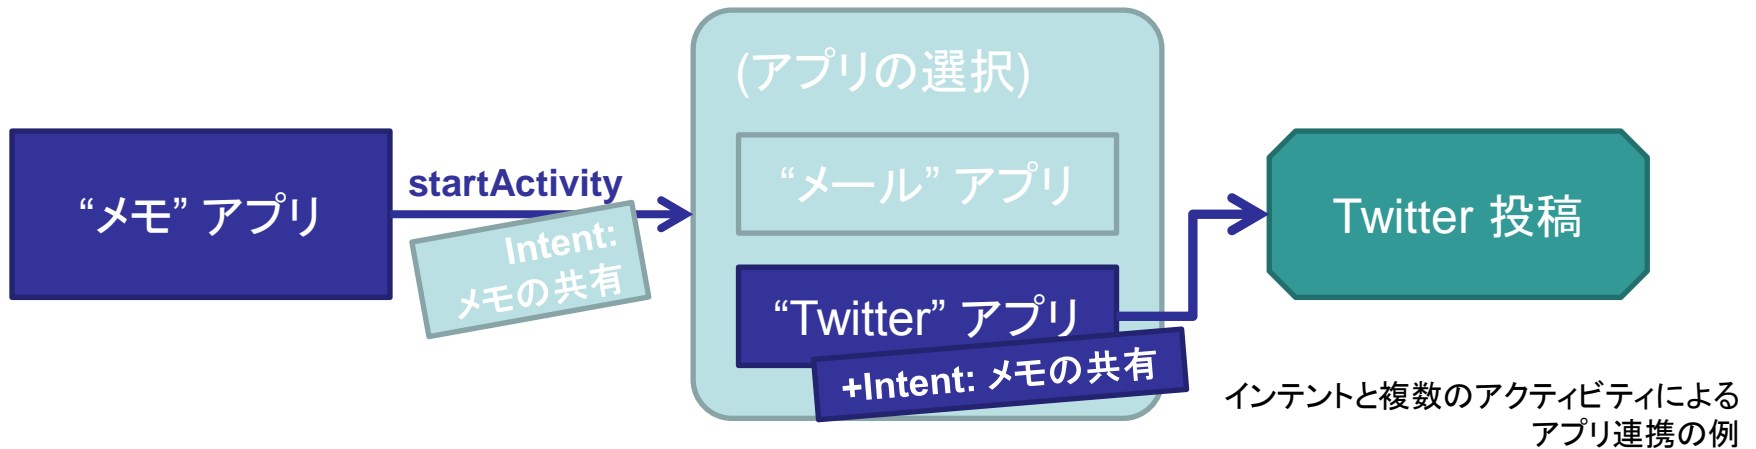 “メモ” アプリ
startActivity
Intent:
メモの共有
(アプリの選択)
“メール” アプリ
“Twitter” アプリ
+Intent: メモの共有
Twitter 投稿
インテントと複数のアクティビティによる
アプリ連携の例